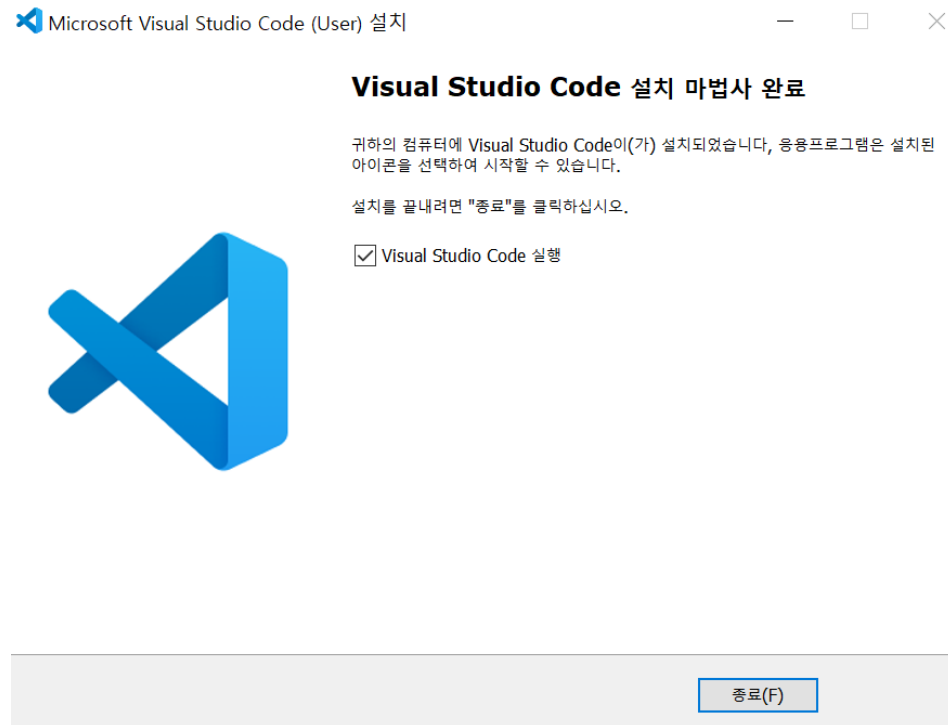 Microsoft Visual Studio Code (User) 설치
Visual Studio Code 설치 마법사 완료
귀하의 컴퓨터에 Visual Studio Code이(가) 설치되었습니다, 응용프로그램은 설치된
아이콘을 선택하여 시작할 수 있습니다.
설치를 끝내려면 "종료"를 클릭하십시오.
Visual Studio Code 실행
종료(F)